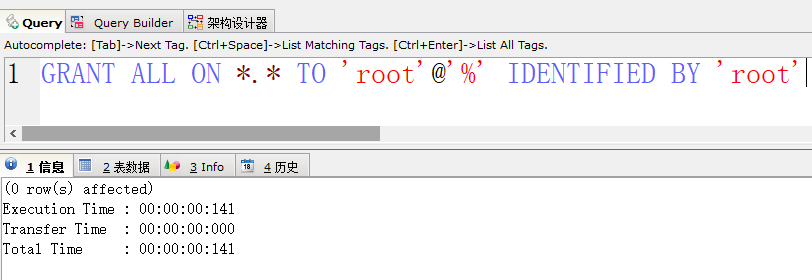 Query Query Builder 架构设计器
Autocomplete: [Tab]->Next Tag. [Ctrl+Space]->List Matching Tags. [Ctrl+Enter]->List All Tags.
1 GRANT ALL ON *.* TO 'root'@'%' IDENTIFIED BY 'root'
1 信息 2 表数据 3 Info 18 4 历史
(0 row(s) affected)
Execution Time : 00:00:00:141
Transfer Time : 00:00:00:000
Total Time : 00:00:00:141